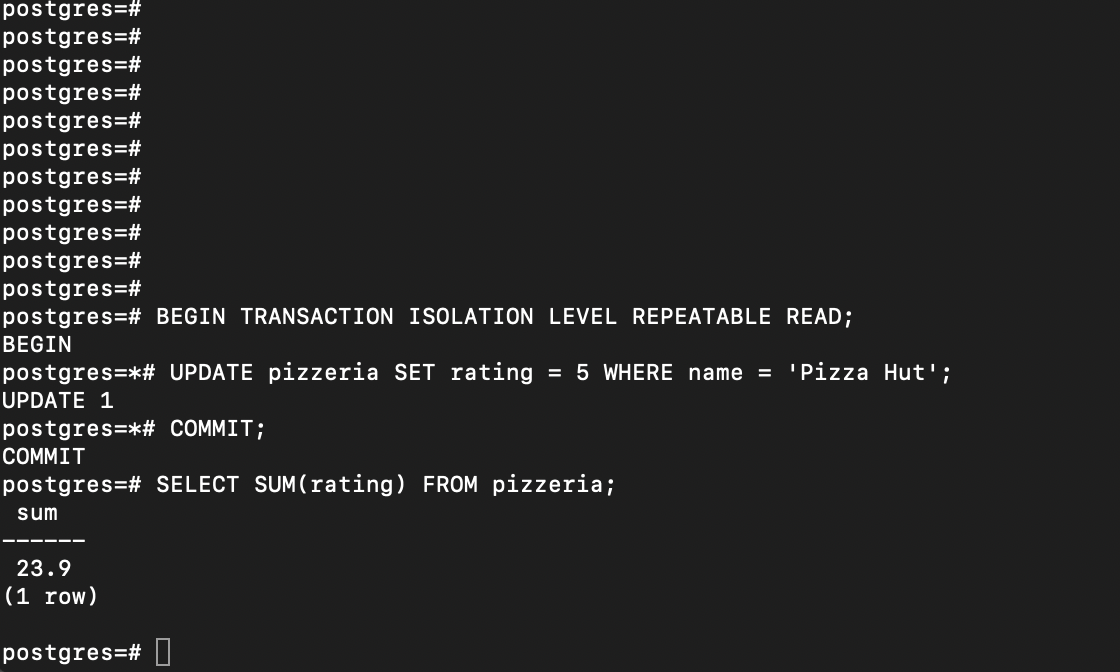 postgres=#
postgres=#
postgres=#
postgres=#
postgres=#
postgres=#
postgres=#
postgres=#
postgres=#
postgres=#
postgres=#
postgres=# BEGIN TRANSACTION ISOLATION LEVEL REPEATABLE READ;
BEGIN
postgres=*# UPDATE pizzeria SET rating = 5 WHERE name = 'Pizza Hut';
UPDATE 1
postgres=*# COMMIT;
COMMIT
postgres=# SELECT SUM(rating) FROM pizzeria;
 sum
------
 23.9
(1 row)

postgres=#